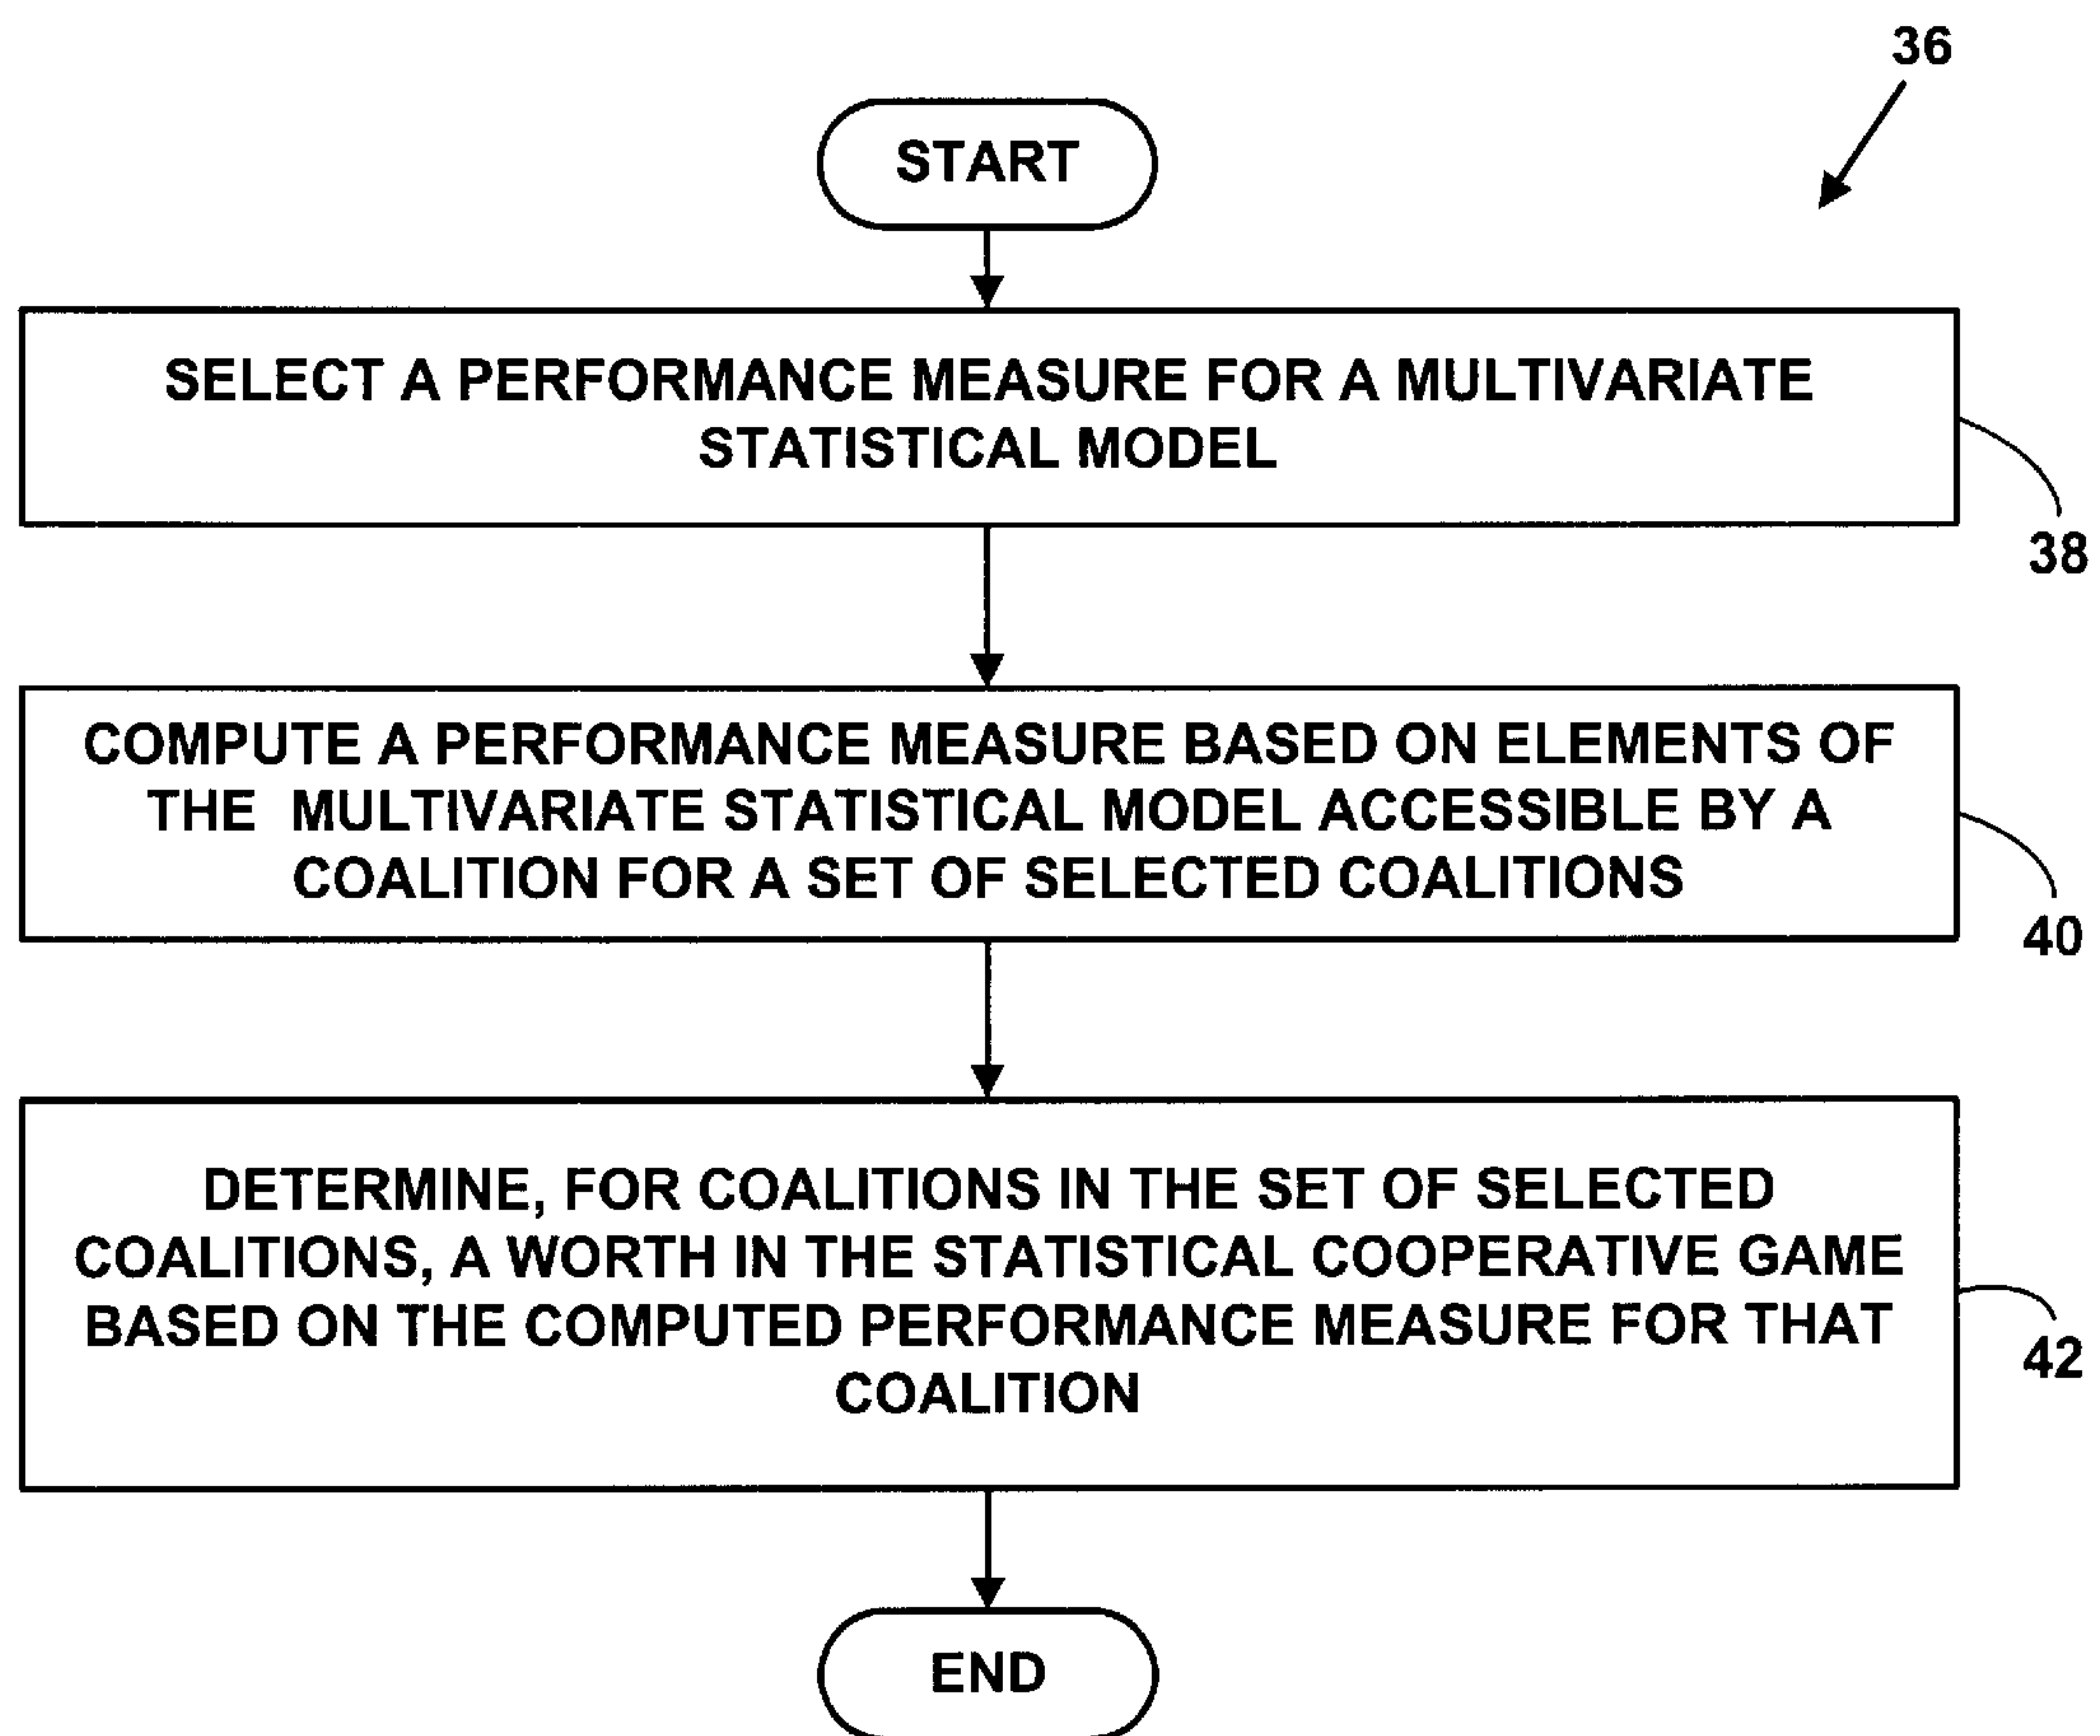 36
START
SELECT A PERFORMANCE MEASURE FOR A MULTIVARIATE
STATISTICAL MODEL
38
COMPUTE A PERFORMANCE MEASURE BASED ON ELEMENTS OF
THE MULTIVARIATE STATISTICAL MODEL ACCESSIBLE BY A
COALITION FOR A SET OF SELECTED COALITIONS
40
DETERMINE, FOR COALITIONS IN THE SET OF SELECTED
COALITIONS, A WORTH IN THE STATISTICAL COOPERATIVE GAME
BASED ON THE COMPUTED PERFORMANCE MEASURE FOR THAT
COALITION
42
END